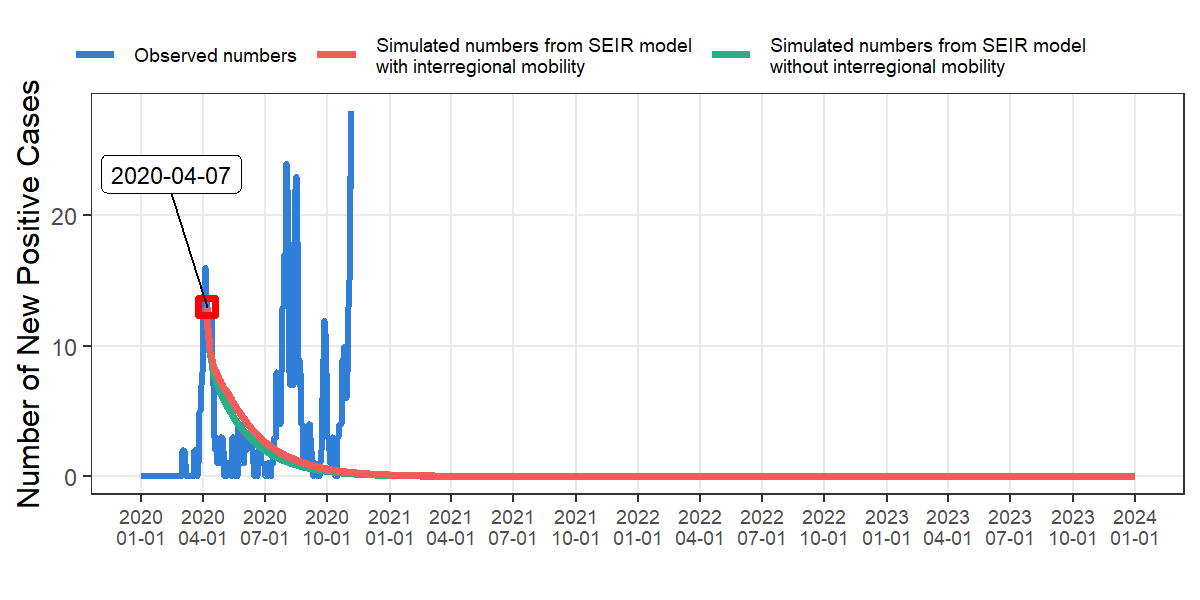 Observed numbers
Simulated numbers from SEIR model
with interregional mobility
Simulated numbers from SEIR model
without interregional mobility
Number of New Positive Cases
2020-04-07
20
10
0
2020 2020 2020 2020 2021 2021 2021 2021 2022 2022 2022 2022 2023 2023 2023 2023 2024
01-01 04-01 07-01 10-01 01-01 04-01 07-01 10-01 01-01 04-01 07-01 10-01 01-01 04-01 07-01 10-01 01-01